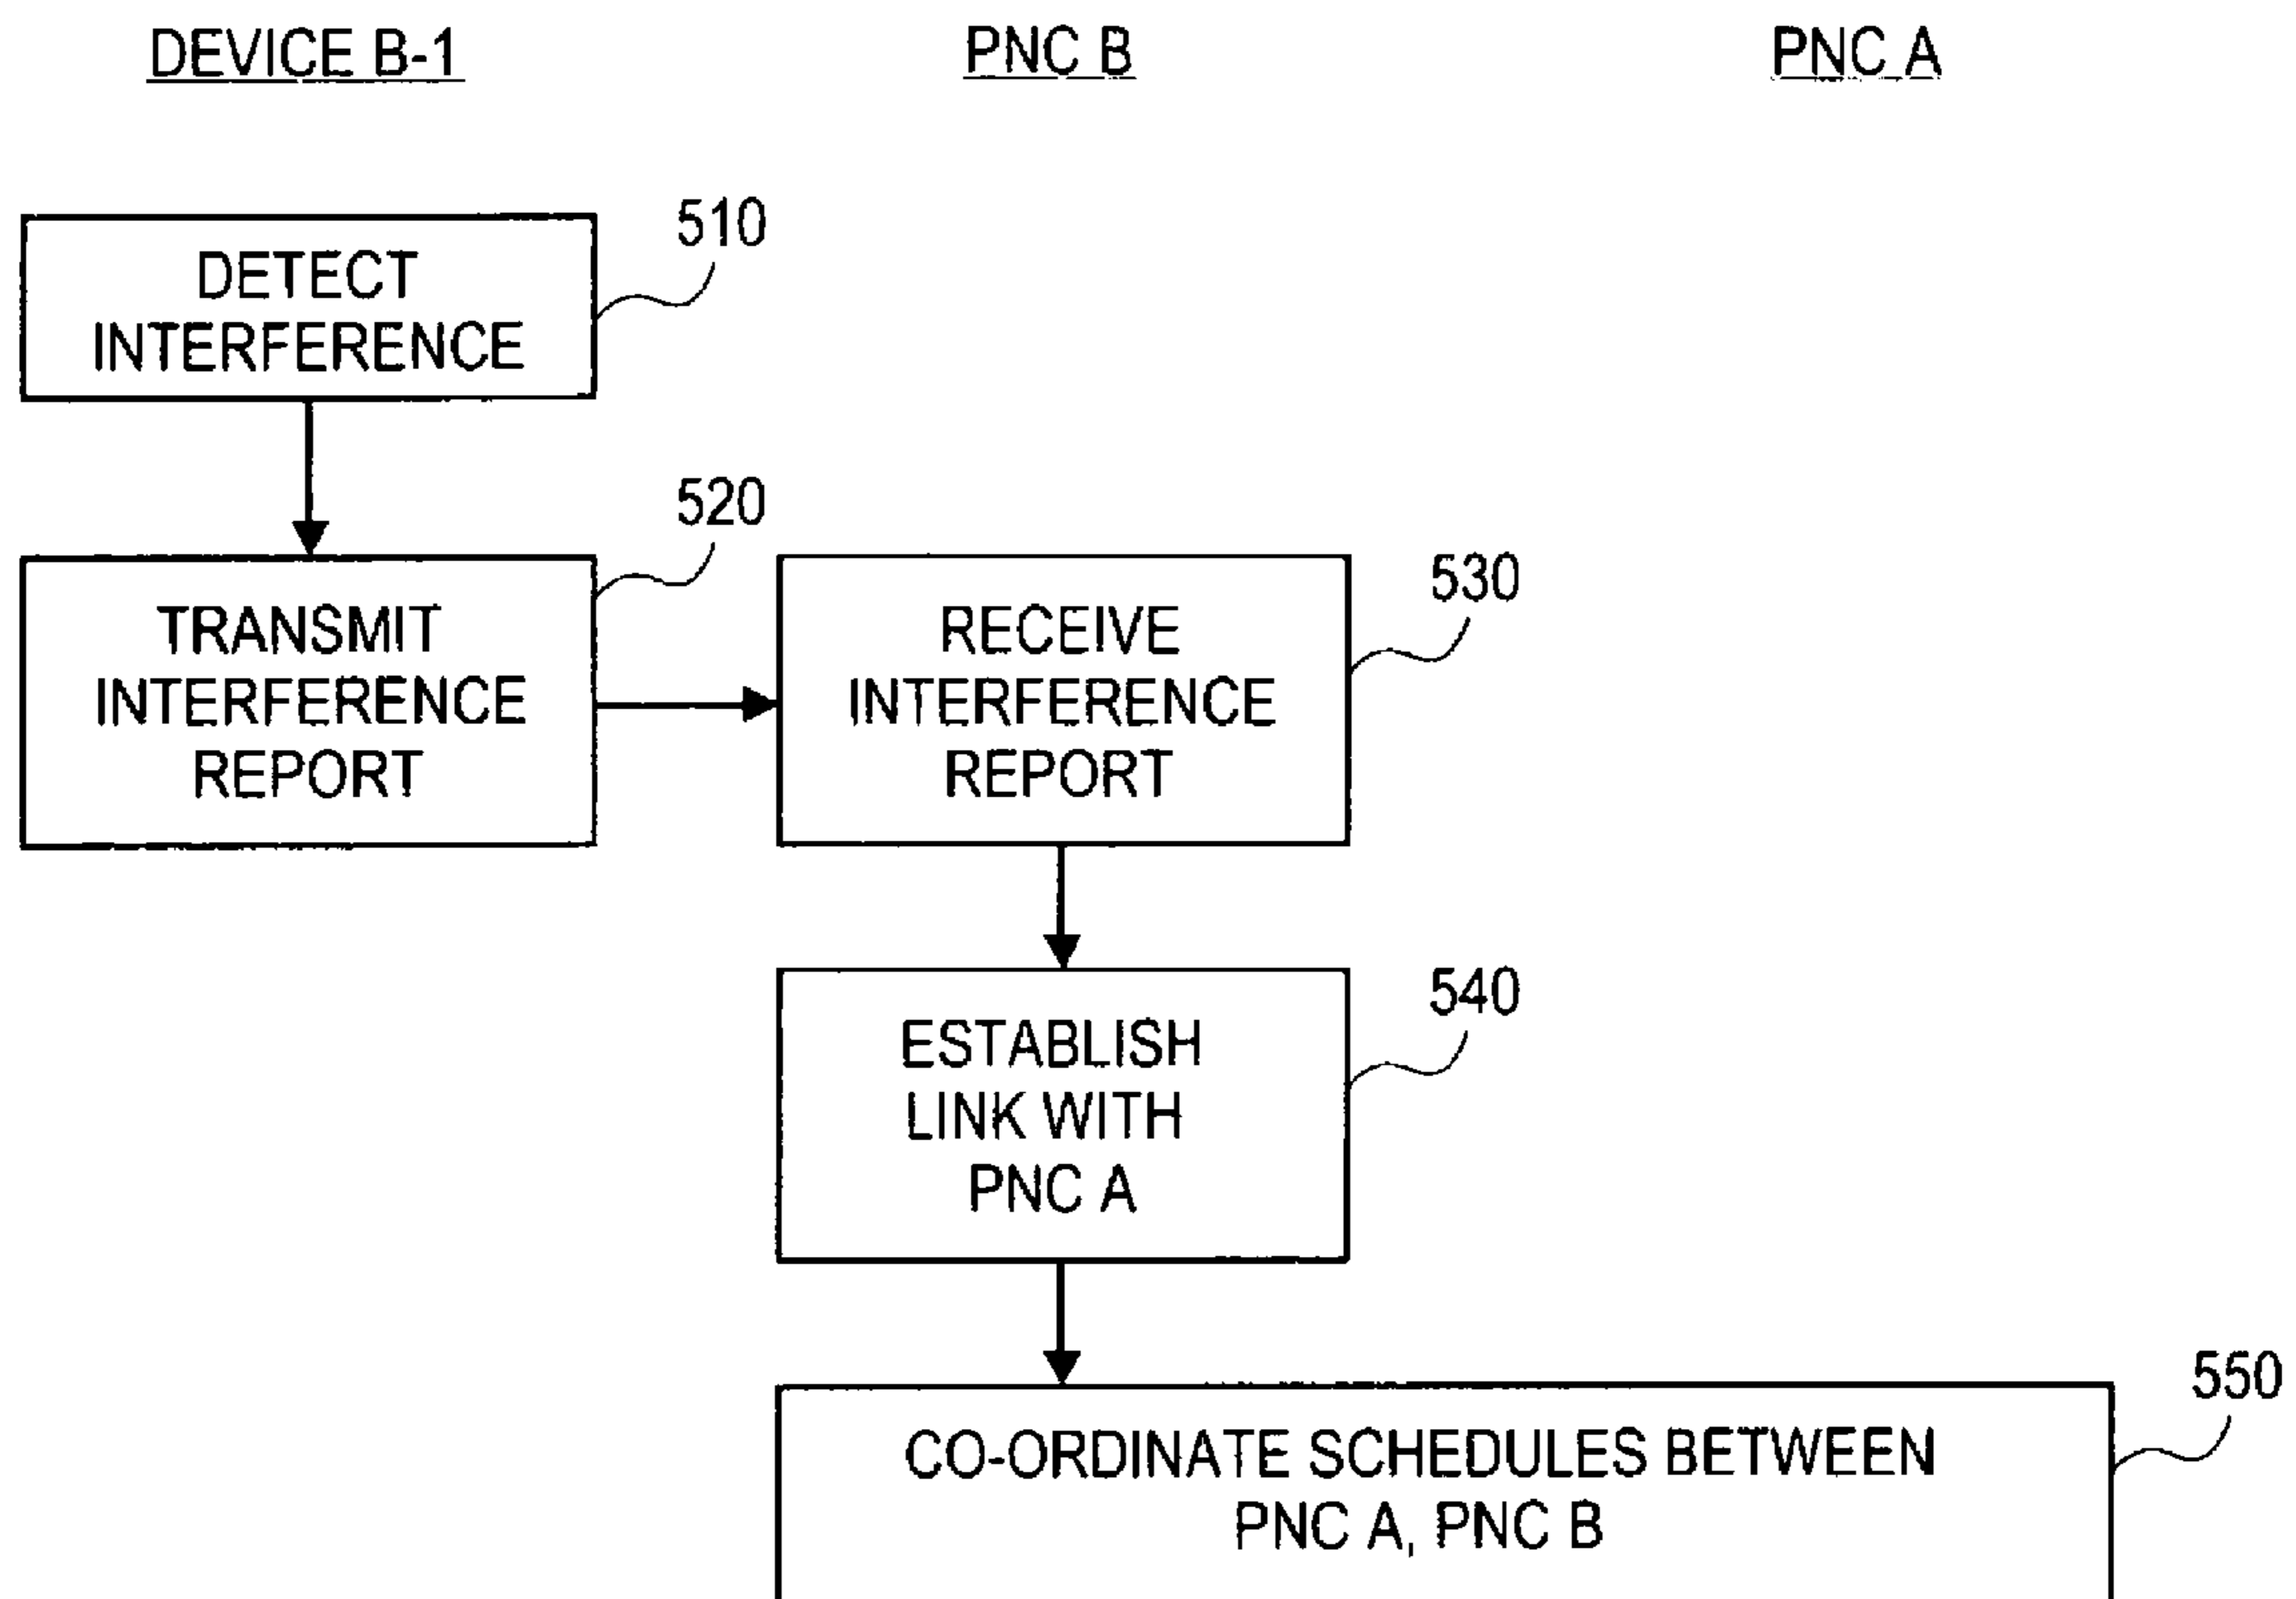 DEVICE B-1
PNC B
PNC A
510
DETECT
INTERFERENCE
520
TRANSMIT
INTERFERENCE
REPORT
530
RECEIVE
INTERFERENCE
REPORT
540
ESTABLISH
LINK WITH
PNC A
550
CO-ORDINATE SCHEDULES BETWEEN
PNC A, PNC B